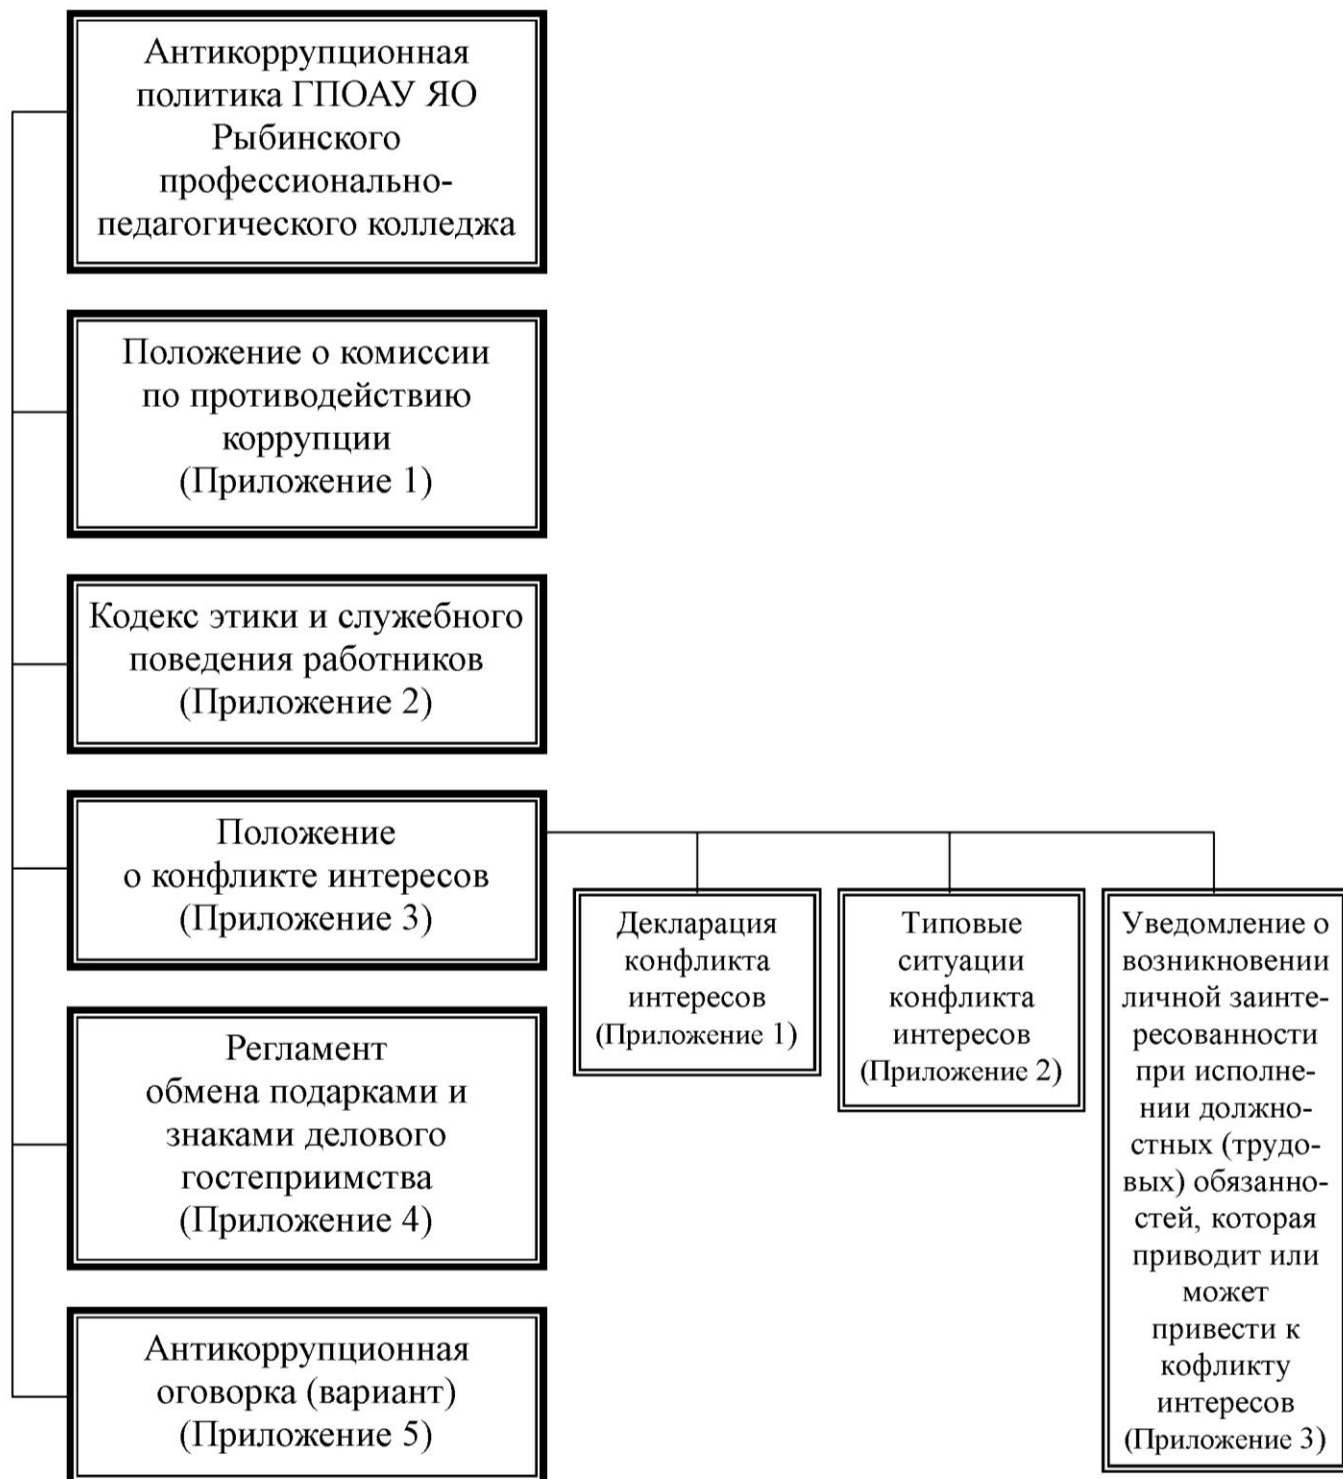 Антикоррупционная
политика ГПОАУ ЯО
Рыбинского
профессионально-
педагогического колледжа
Положение о комиссии
по противодействию
коррупции
(Приложение 1)
Кодекс этики и служебного
поведения работников
(Приложение 2)
Положение
о конфликте интересов
(Приложение 3)
Декларация
конфликта
интересов
(Приложение 1)
Типовые
ситуации
конфликта
интересов
(Приложение 2)
Уведомление о
возникновении
личной заинте-
ресованности
при исполне-
нии должно-
стных (трудо-
вых) обязанно-
стей, которая
приводит или
может
привести к
кофликту
интересов
(Приложение 3)
Регламент
обмена подарками и
знаками делового
гостеприимства
(Приложение 4)
Антикоррупционная
оговорка (вариант)
(Приложение 5)